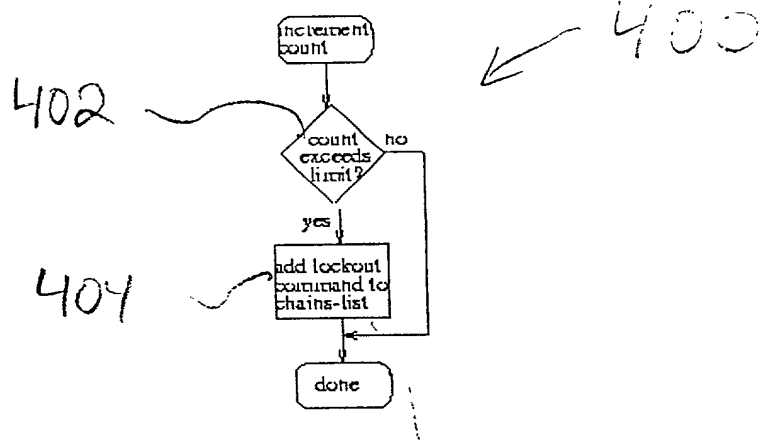 increment
count
400
402
count
exceeds
limit?
no
yes
404
add lockout
command to
chains-list
done